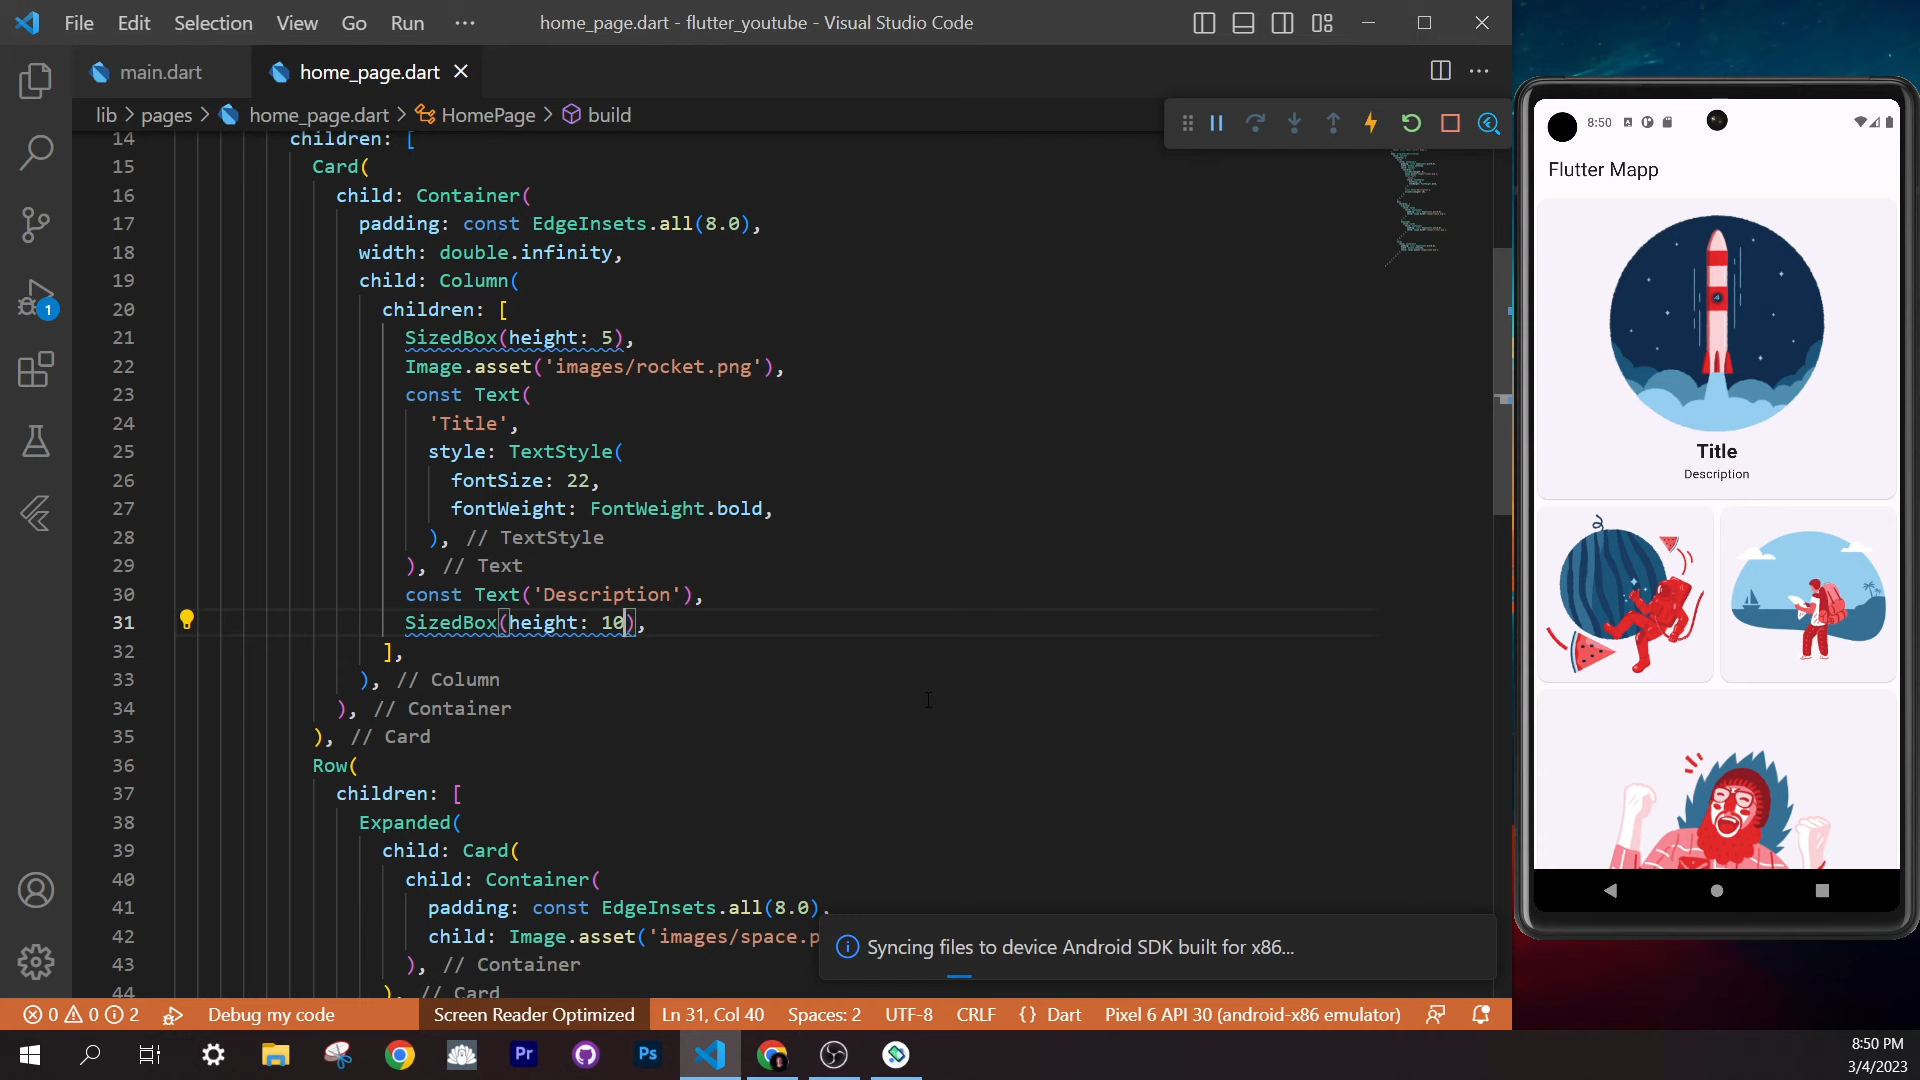 File Edit Selection View Go Run ··· home_page.dart - flutter_youtube - Visual Studio Code
main.dart home_page.dart
lib > pages > home_page.dart > HomePage > build
14 children: [
15 Card(
16 child: Container(
17 padding: const EdgeInsets.all(8.0),
18 width: double.infinity,
19 child: Column(
20 children: [
21 SizedBox(height: 5),
22 Image.asset('images/rocket.png'),
23 const Text(
24 'Title',
25 style: TextStyle(
26 fontSize: 22,
27 fontWeight: FontWeight.bold,
28 ), // TextStyle
29 ), // Text
30 const Text('Description'),
31 SizedBox(height: 10),
32 ],
33 ), // Column
34 ), // Container
35 ), // Card
36 Row(
37 children: [
38 Expanded(
39 child: Card(
40 child: Container(
41 padding: const EdgeInsets.all(8.0),
42 child: Image.asset('images/space.p
43 ), // Container
44 ), // Card
1
Syncing files to device Android SDK built for x86...
0 0 2 Debug my code Screen Reader Optimized Ln 31, Col 40 Spaces: 2 UTF-8 CRLF {} Dart Pixel 6 API 30 (android-x86 emulator)
8:50
Flutter Mapp
Title
Description
Pr Ps
8:50 PM
3/4/2023